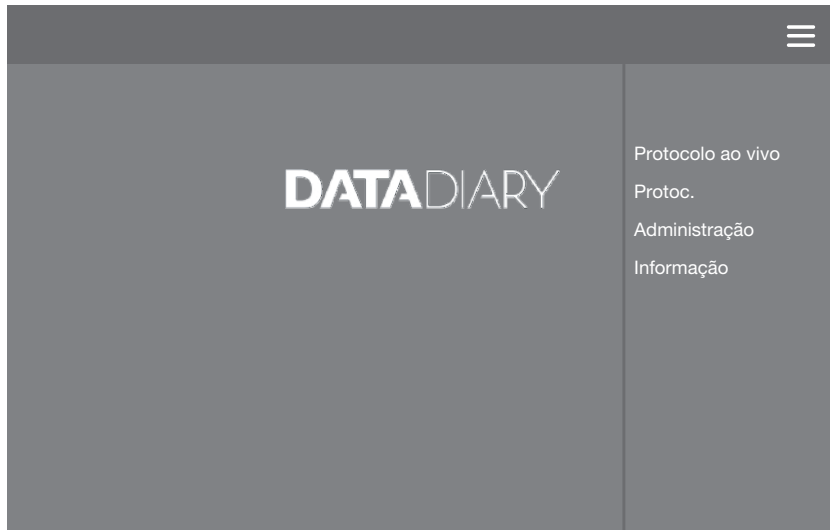 DATADIARY
Protocolo ao vivo
Protoc.
Administração
Informação